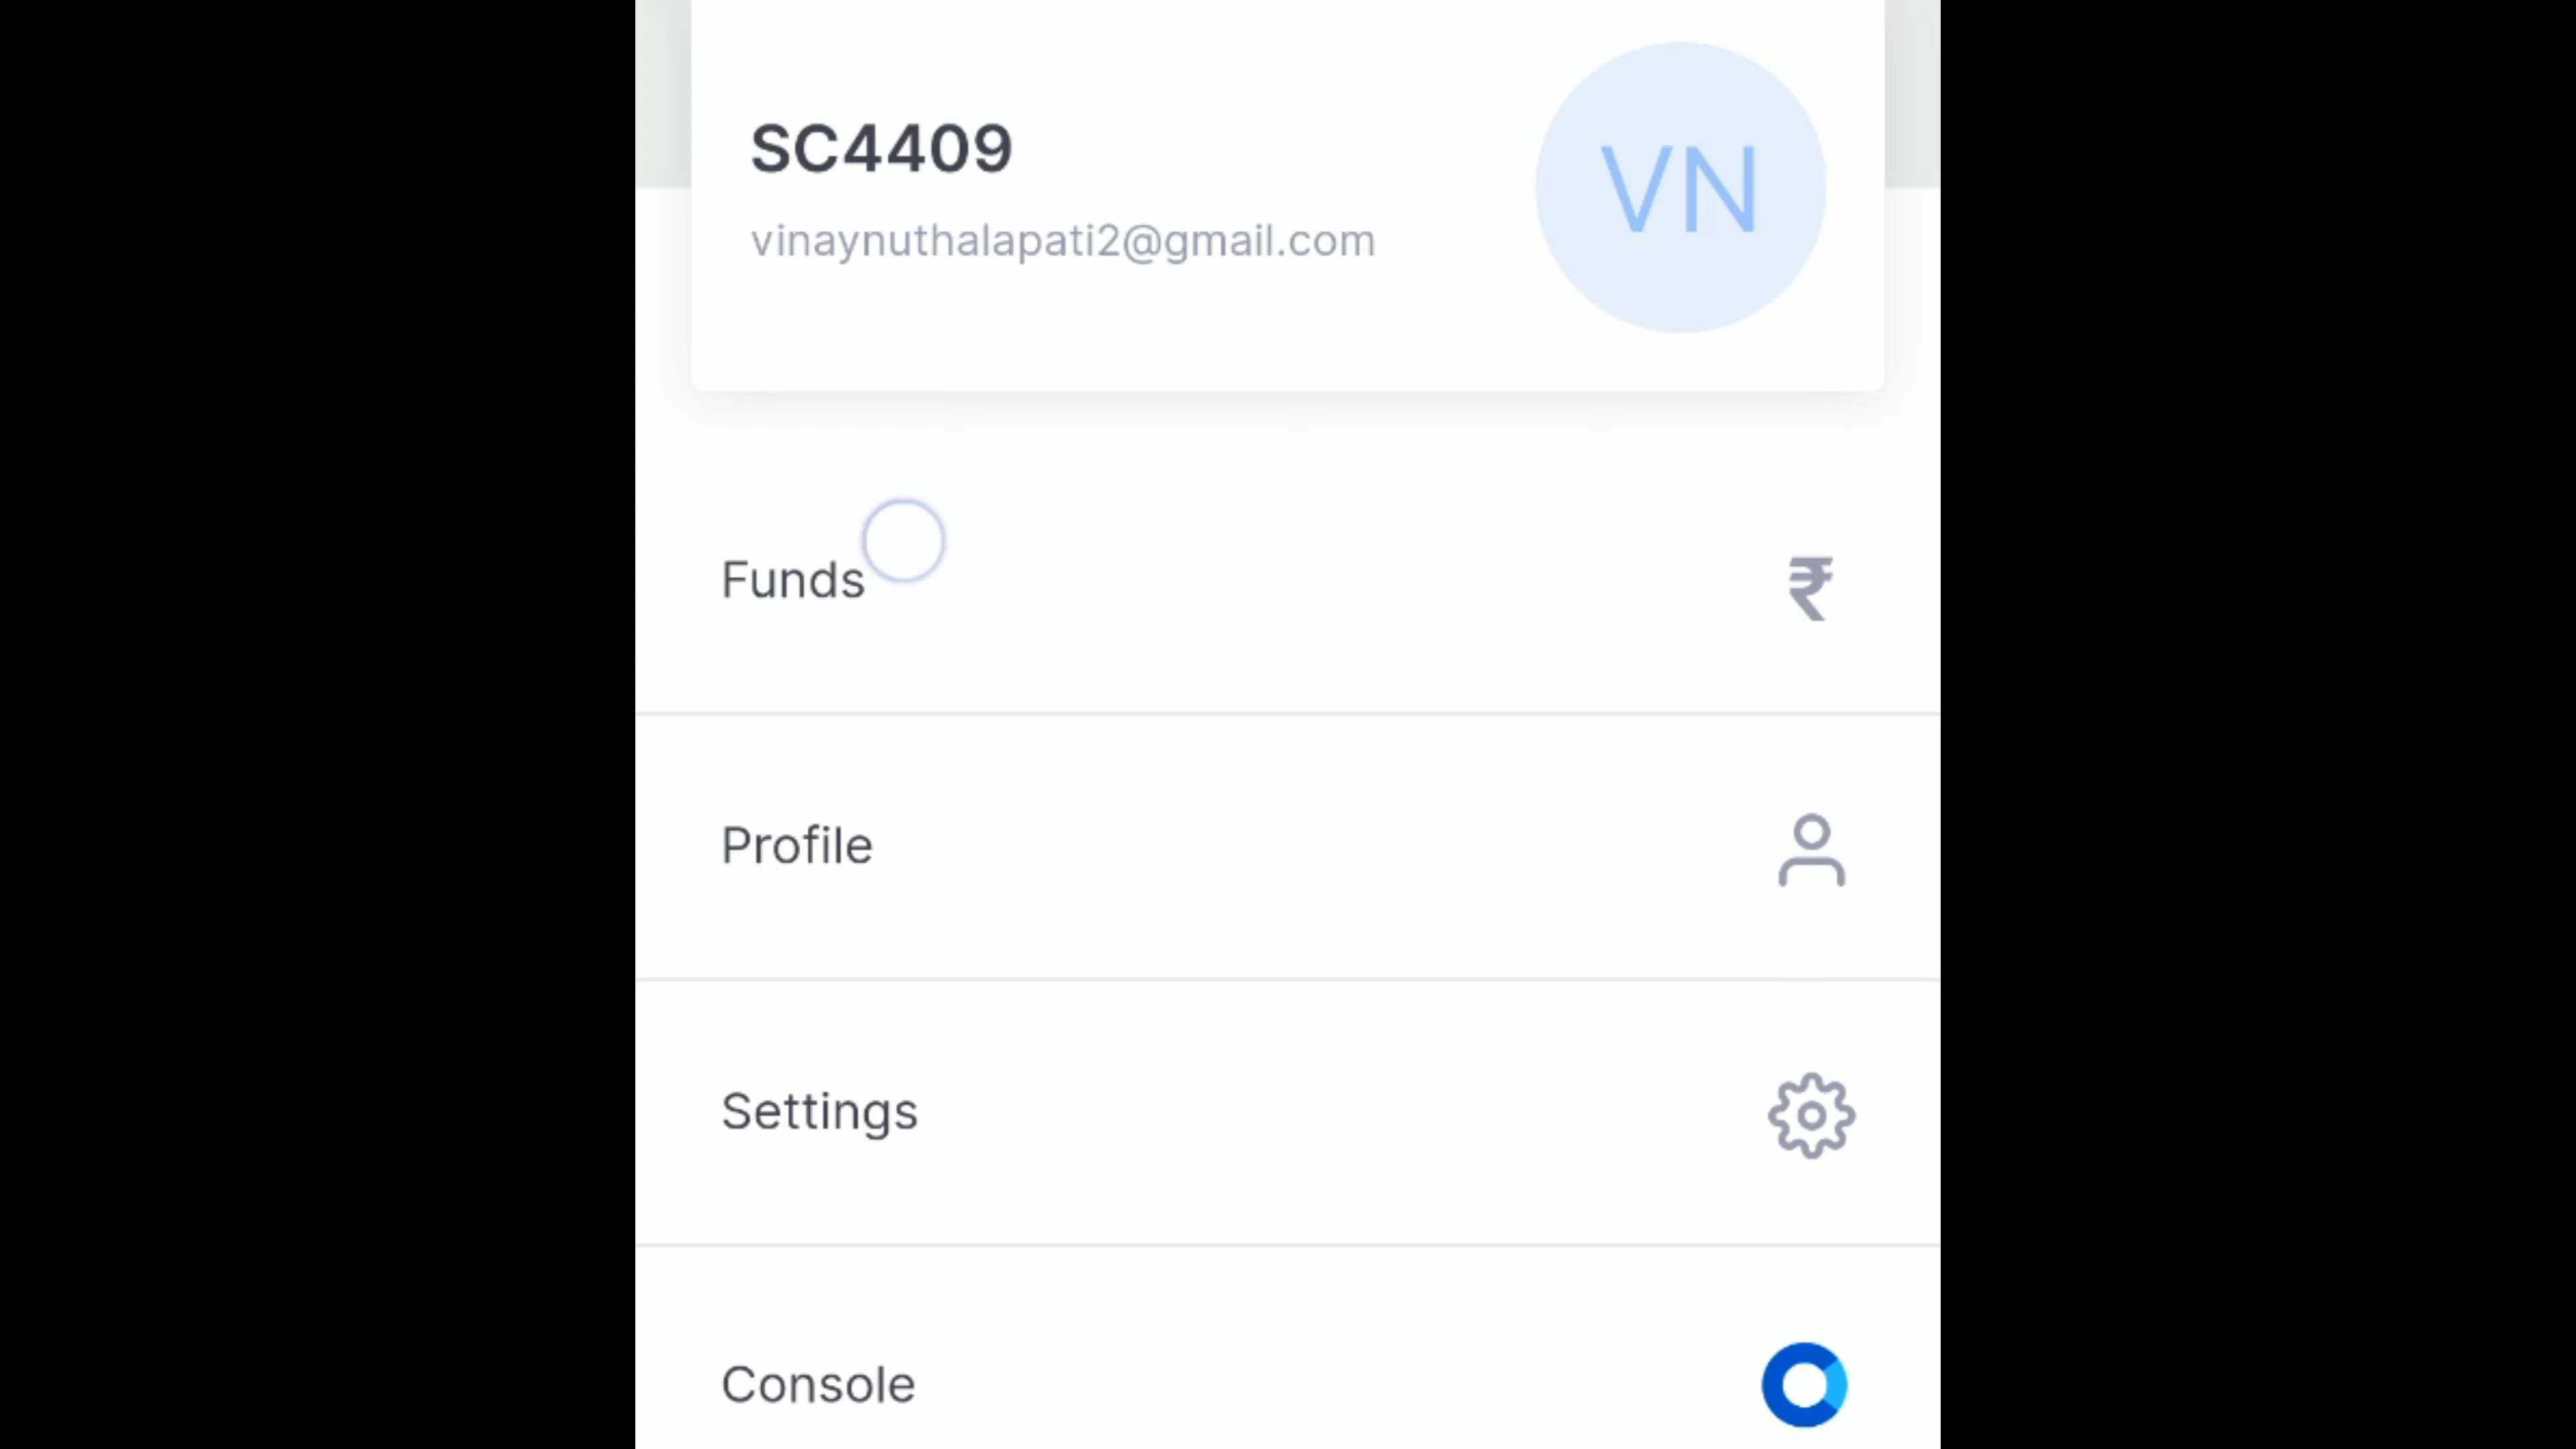 SC4409
vinaynuthalapati2@gmail.com
VN
Funds
₹
Profile
Settings
Console